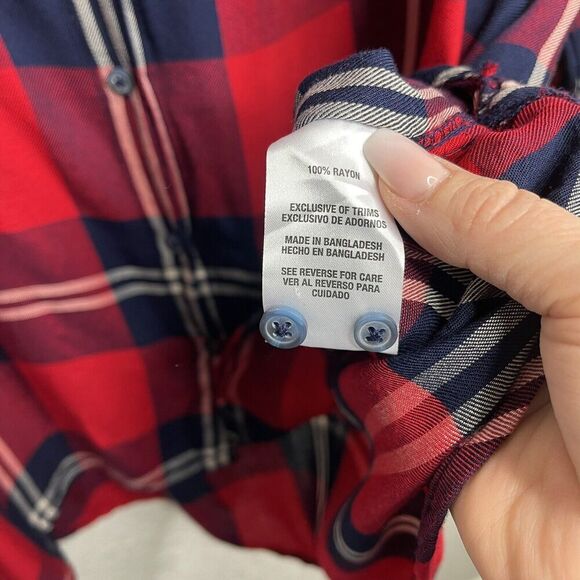 100% RAYON
EXCLUSIVE OF TRIMS
EXCLUSIVO DE ADORNOS
MADE IN BANGLADESH
HECHO EN BANGLADESH
SEE REVERSE FOR CARE
VER AL REVERSO PARA
CUIDADO